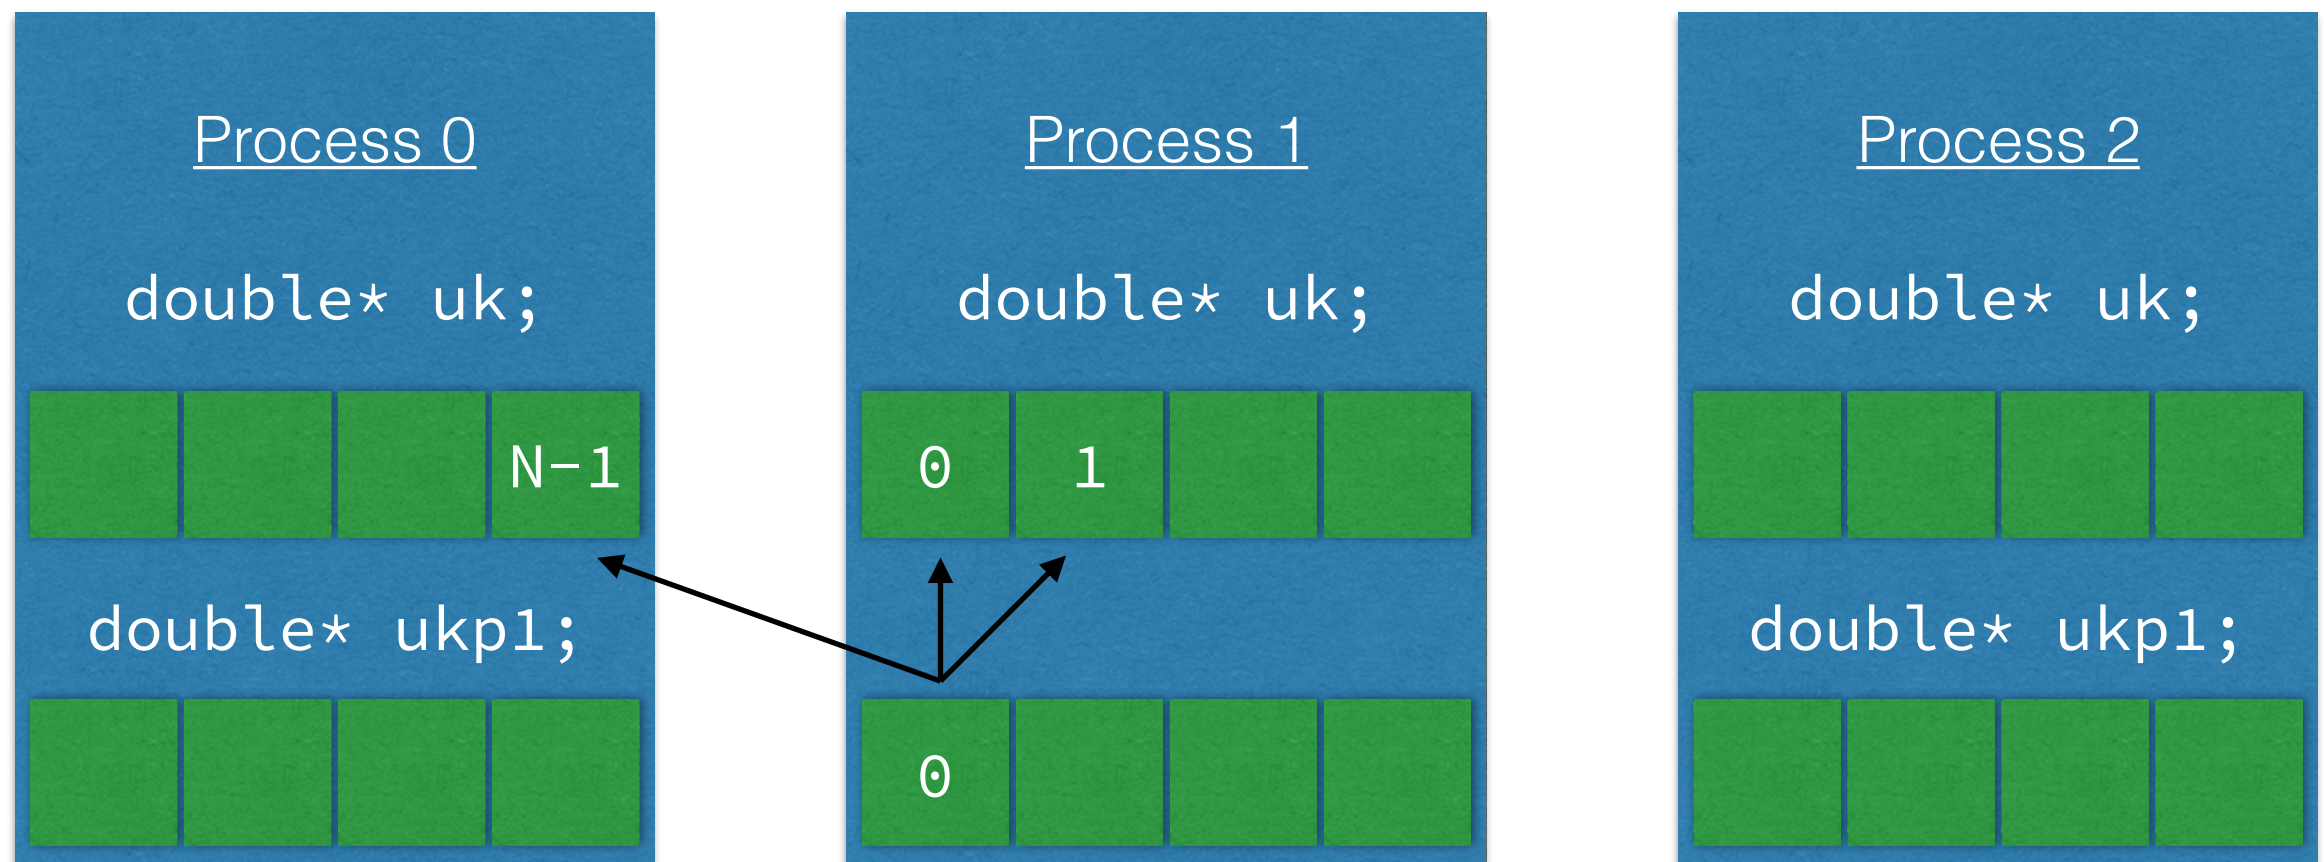 Process 0
double* uk;
N-1
double* ukp1;
Process 1
double* uk;
0 1
0
Process 2
double* uk;
double* ukp1;